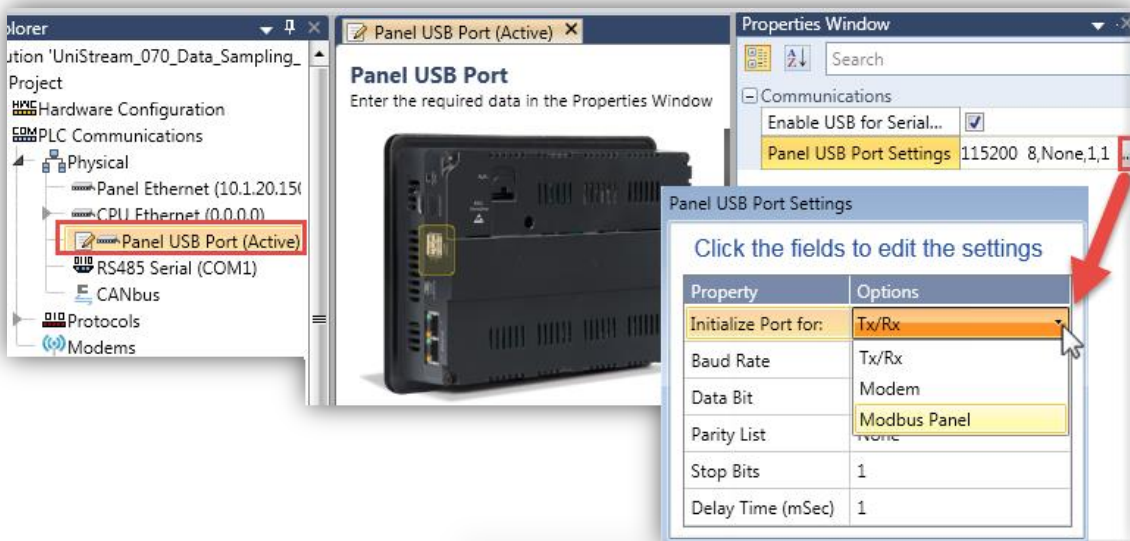 plorer
ution 'UniStream_070_Data_Sampling_
Project
HWC Hardware Configuration
COM PLC Communications
Physical
Panel Ethernet (10.1.20.150
CPU Ethernet (0.0.0.0)
Panel USB Port (Active)
RS485 Serial (COM1)
CANbus
Protocols
Modems
Panel USB Port (Active)
Panel USB Port
Enter the required data in the Properties Window
Properties Window
Search
Communications
Enable USB for Serial...
Panel USB Port Settings 115200 8,None,1,1 ...
Panel USB Port Settings
Click the fields to edit the settings
Property Options
Initialize Port for: Tx/Rx
Baud Rate Tx/Rx
Modem
Data Bit
Modbus Panel
Parity List None
Stop Bits 1
Delay Time (mSec) 1